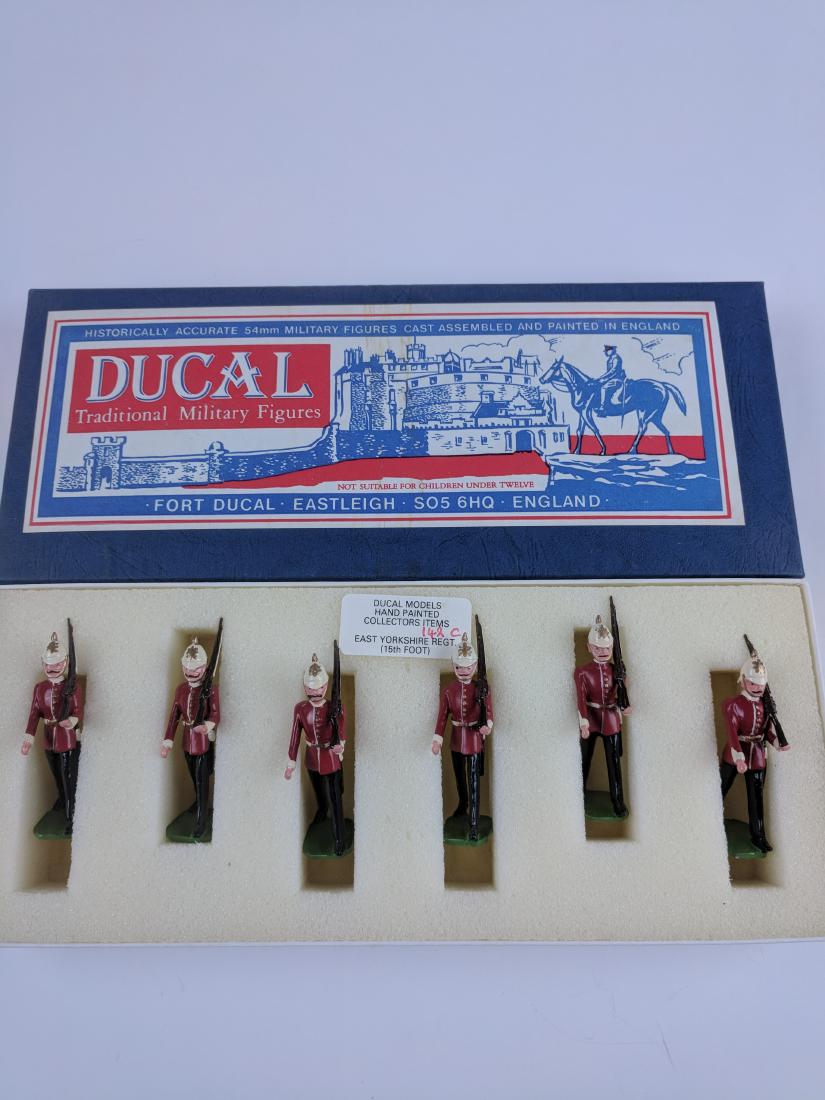 HISTORICALLY ACCURATE 54mm MILITARY FIGURES CAST ASSEMBLED AND PAINTED IN ENGLAND
DUCAL
Traditional Military Figures
NOT SUITABLE FOR CHILDREN UNDER TWELVE
· FORT DUCAL · EASTLEIGH · SO5 6HQ · ENGLAND ·
DUCAL MODELS
HAND PAINTED
COLLECTORS ITEMS
142 C
EAST YORKSHIRE REGT.
(15th FOOT)